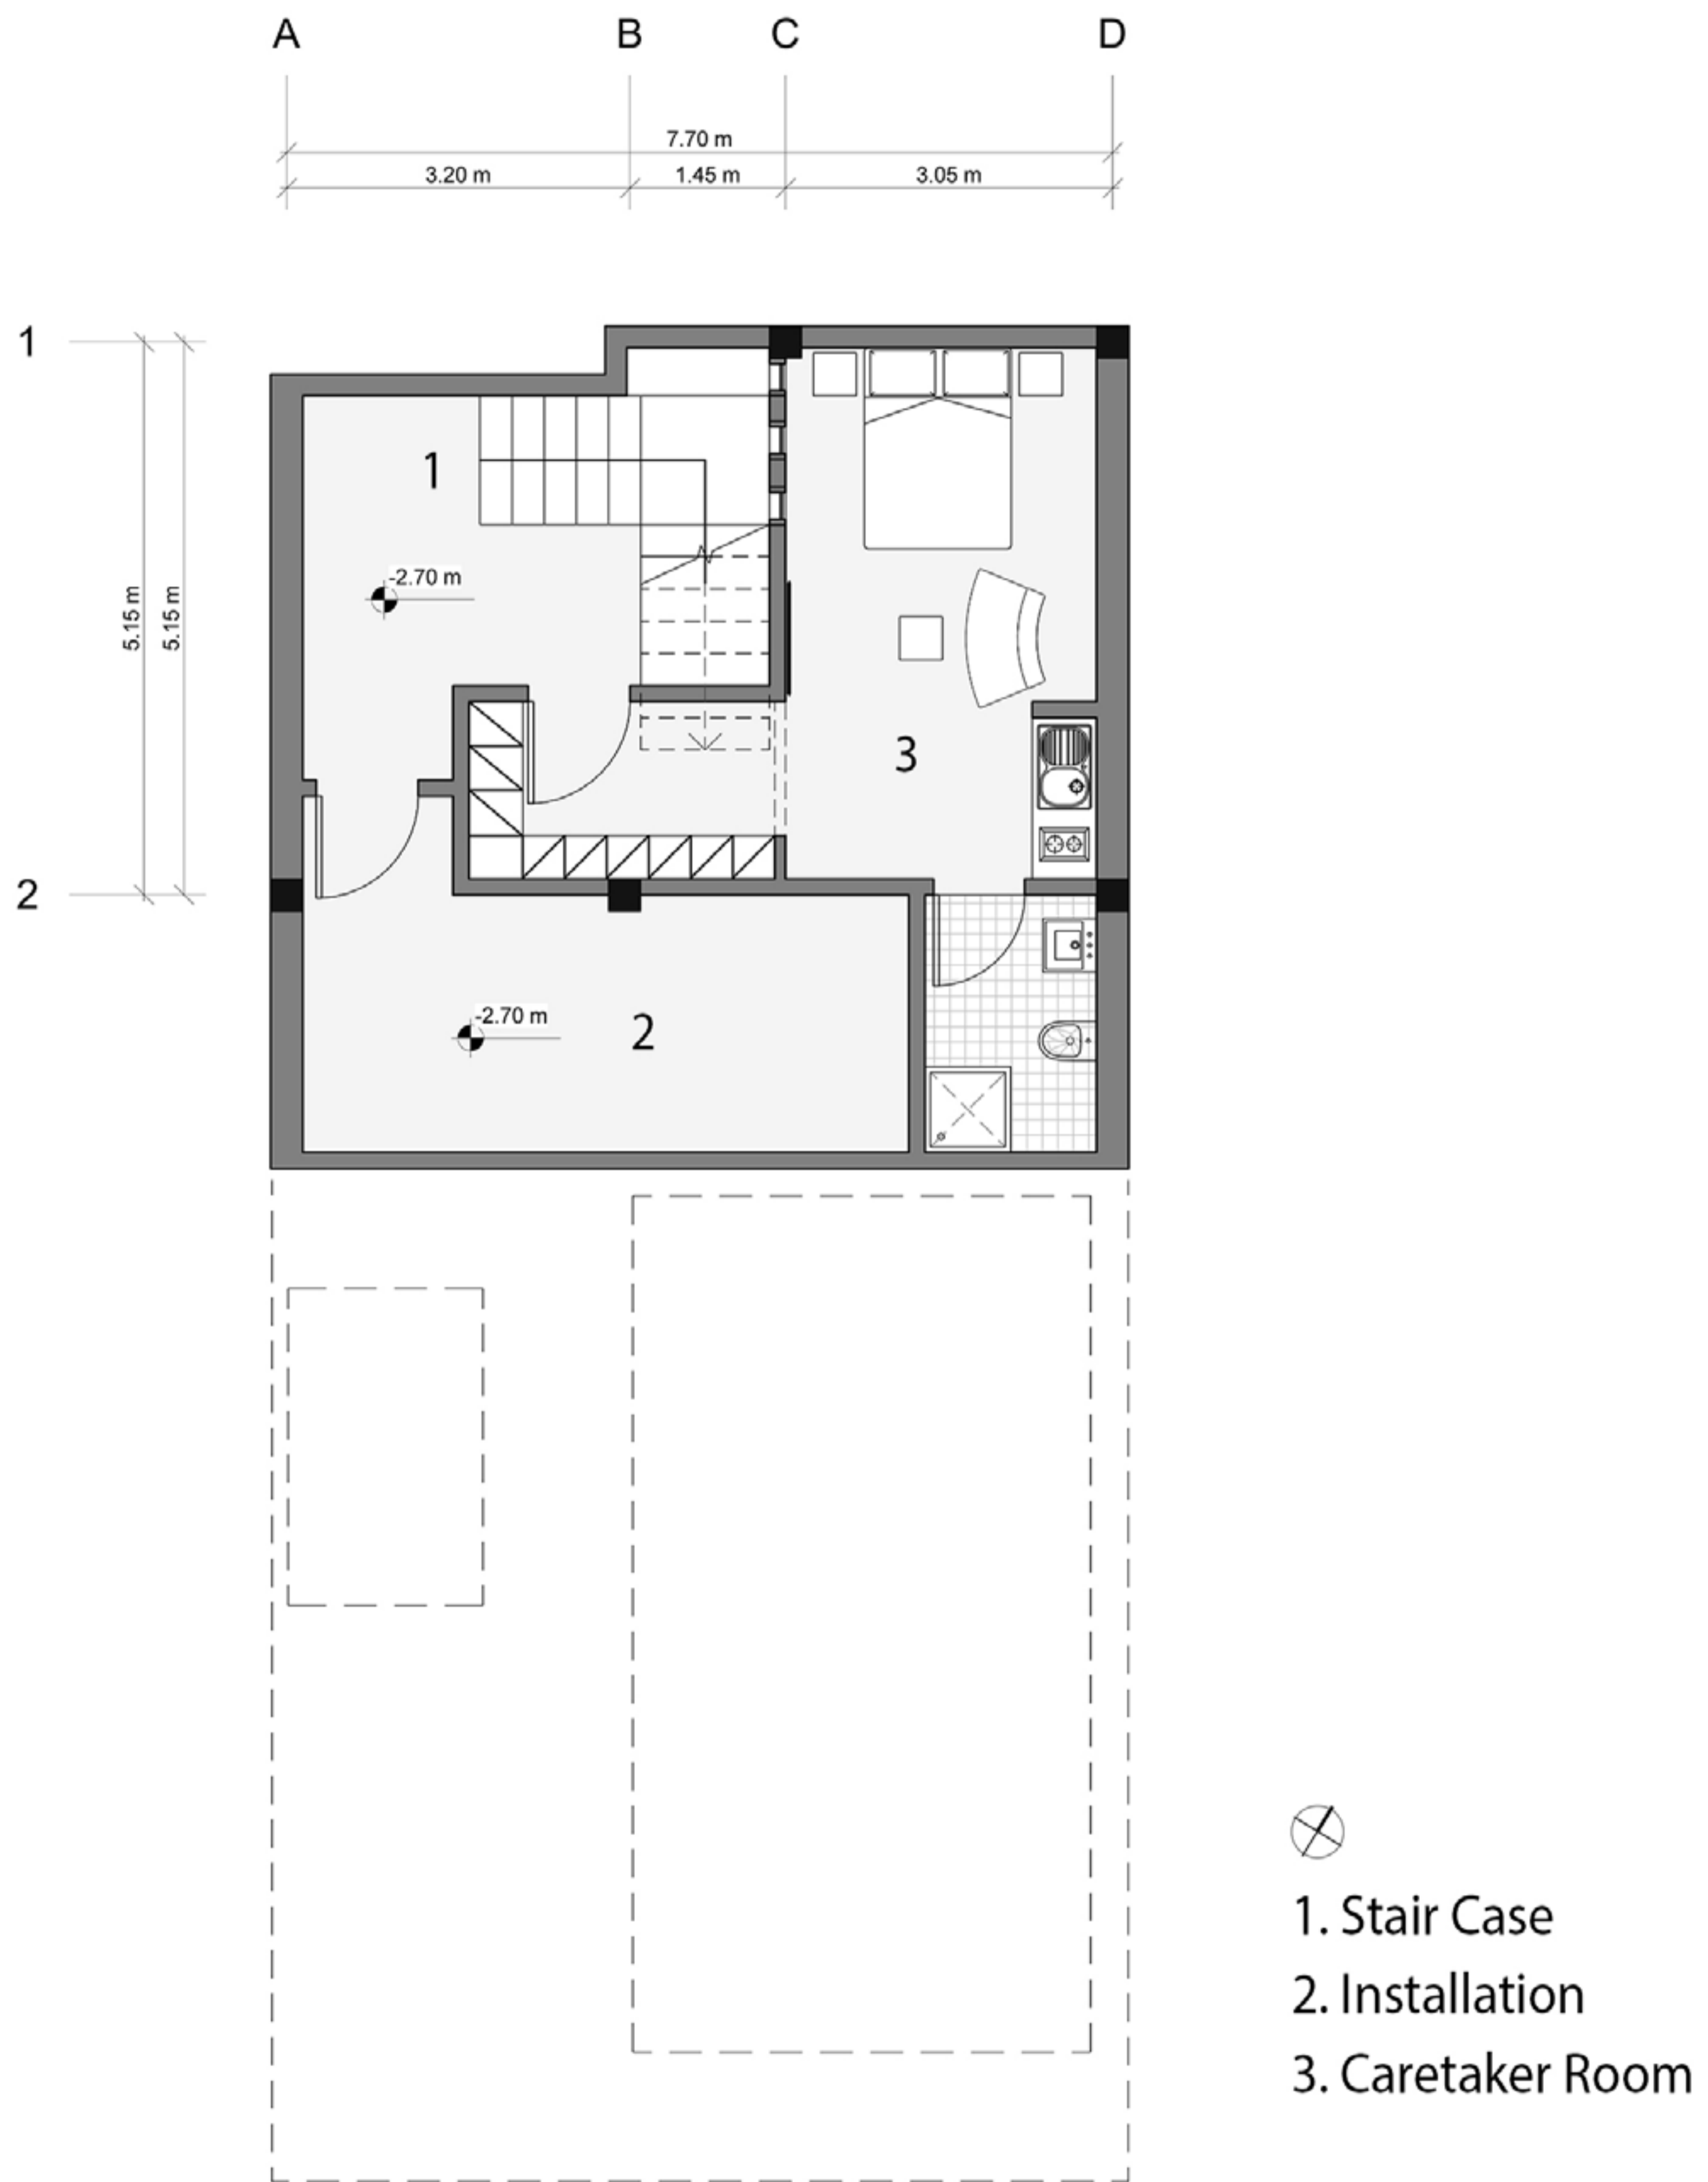 A B C D
7.70 m
3.20 m 1.45 m 3.05 m
1
5.15 m 5.15 m
2
1
-2.70 m
3
-2.70 m
2
1. Stair Case
2. Installation
3. Caretaker Room